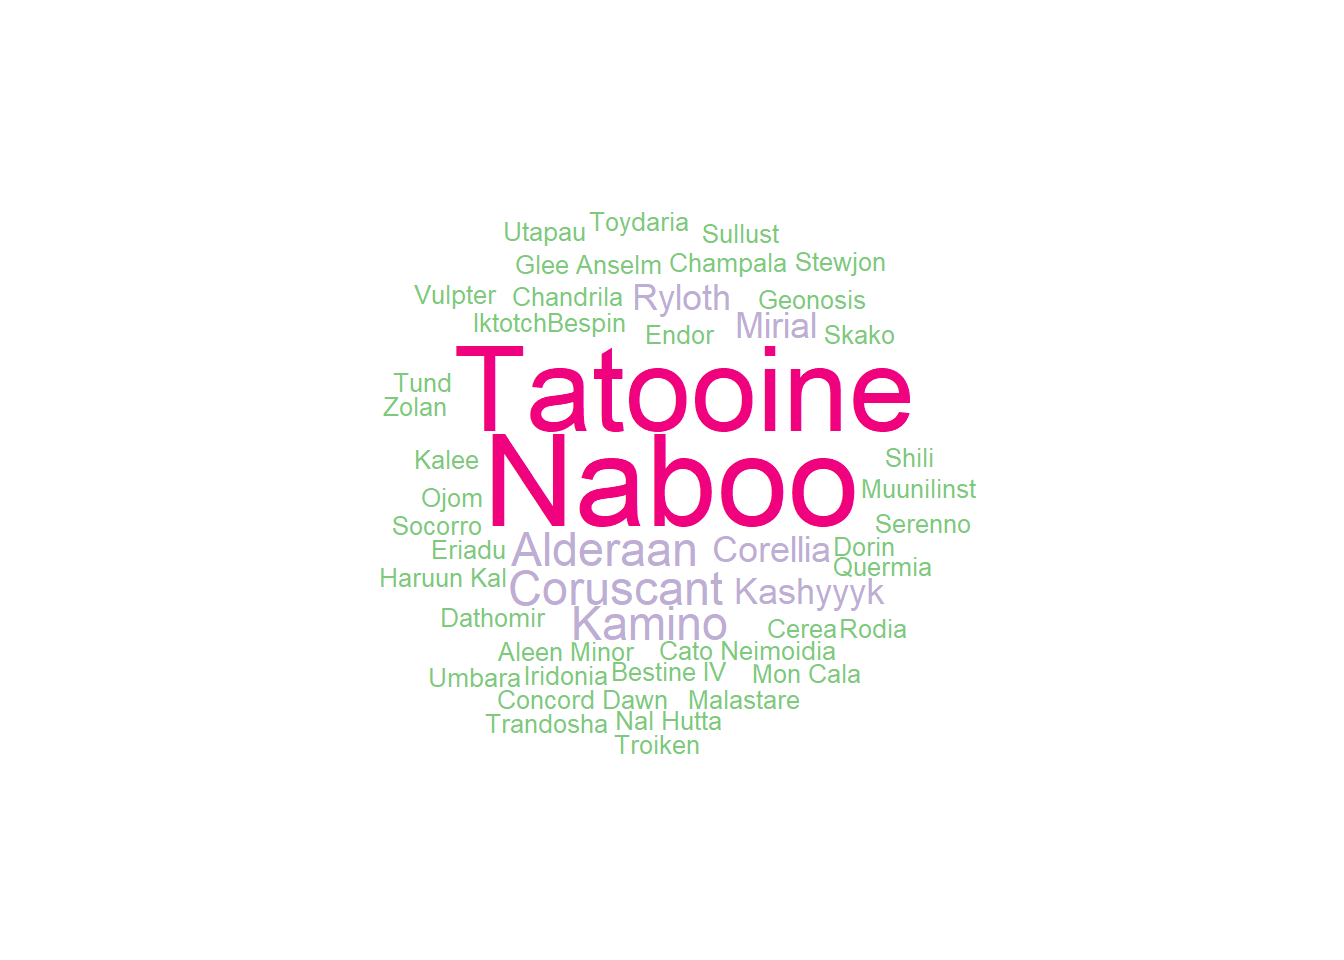 Toydaria
Utapau
Sullust
Glee Anselm
Champala
Stewjon
Vulpter
Chandrila
Ryloth
Geonosis
Iktotch
Bespin
Endor
Mirial
Skako
Tatooine
Tund
Zolan
Naboo
Kalee
Shili
Ojom
Muunilinst
Socorro
Serenno
Eriadu
Alderaan
Corellia
Dorin
Quermia
Haruun Kal
Coruscant
Kashyyyk
Dathomir
Kamino
Cerea
Rodia
Aleen Minor
Cato Neimoidia
Umbara
Iridonia
Bestine IV
Mon Cala
Concord Dawn
Malastare
Trandosha
Nal Hutta
Troiken